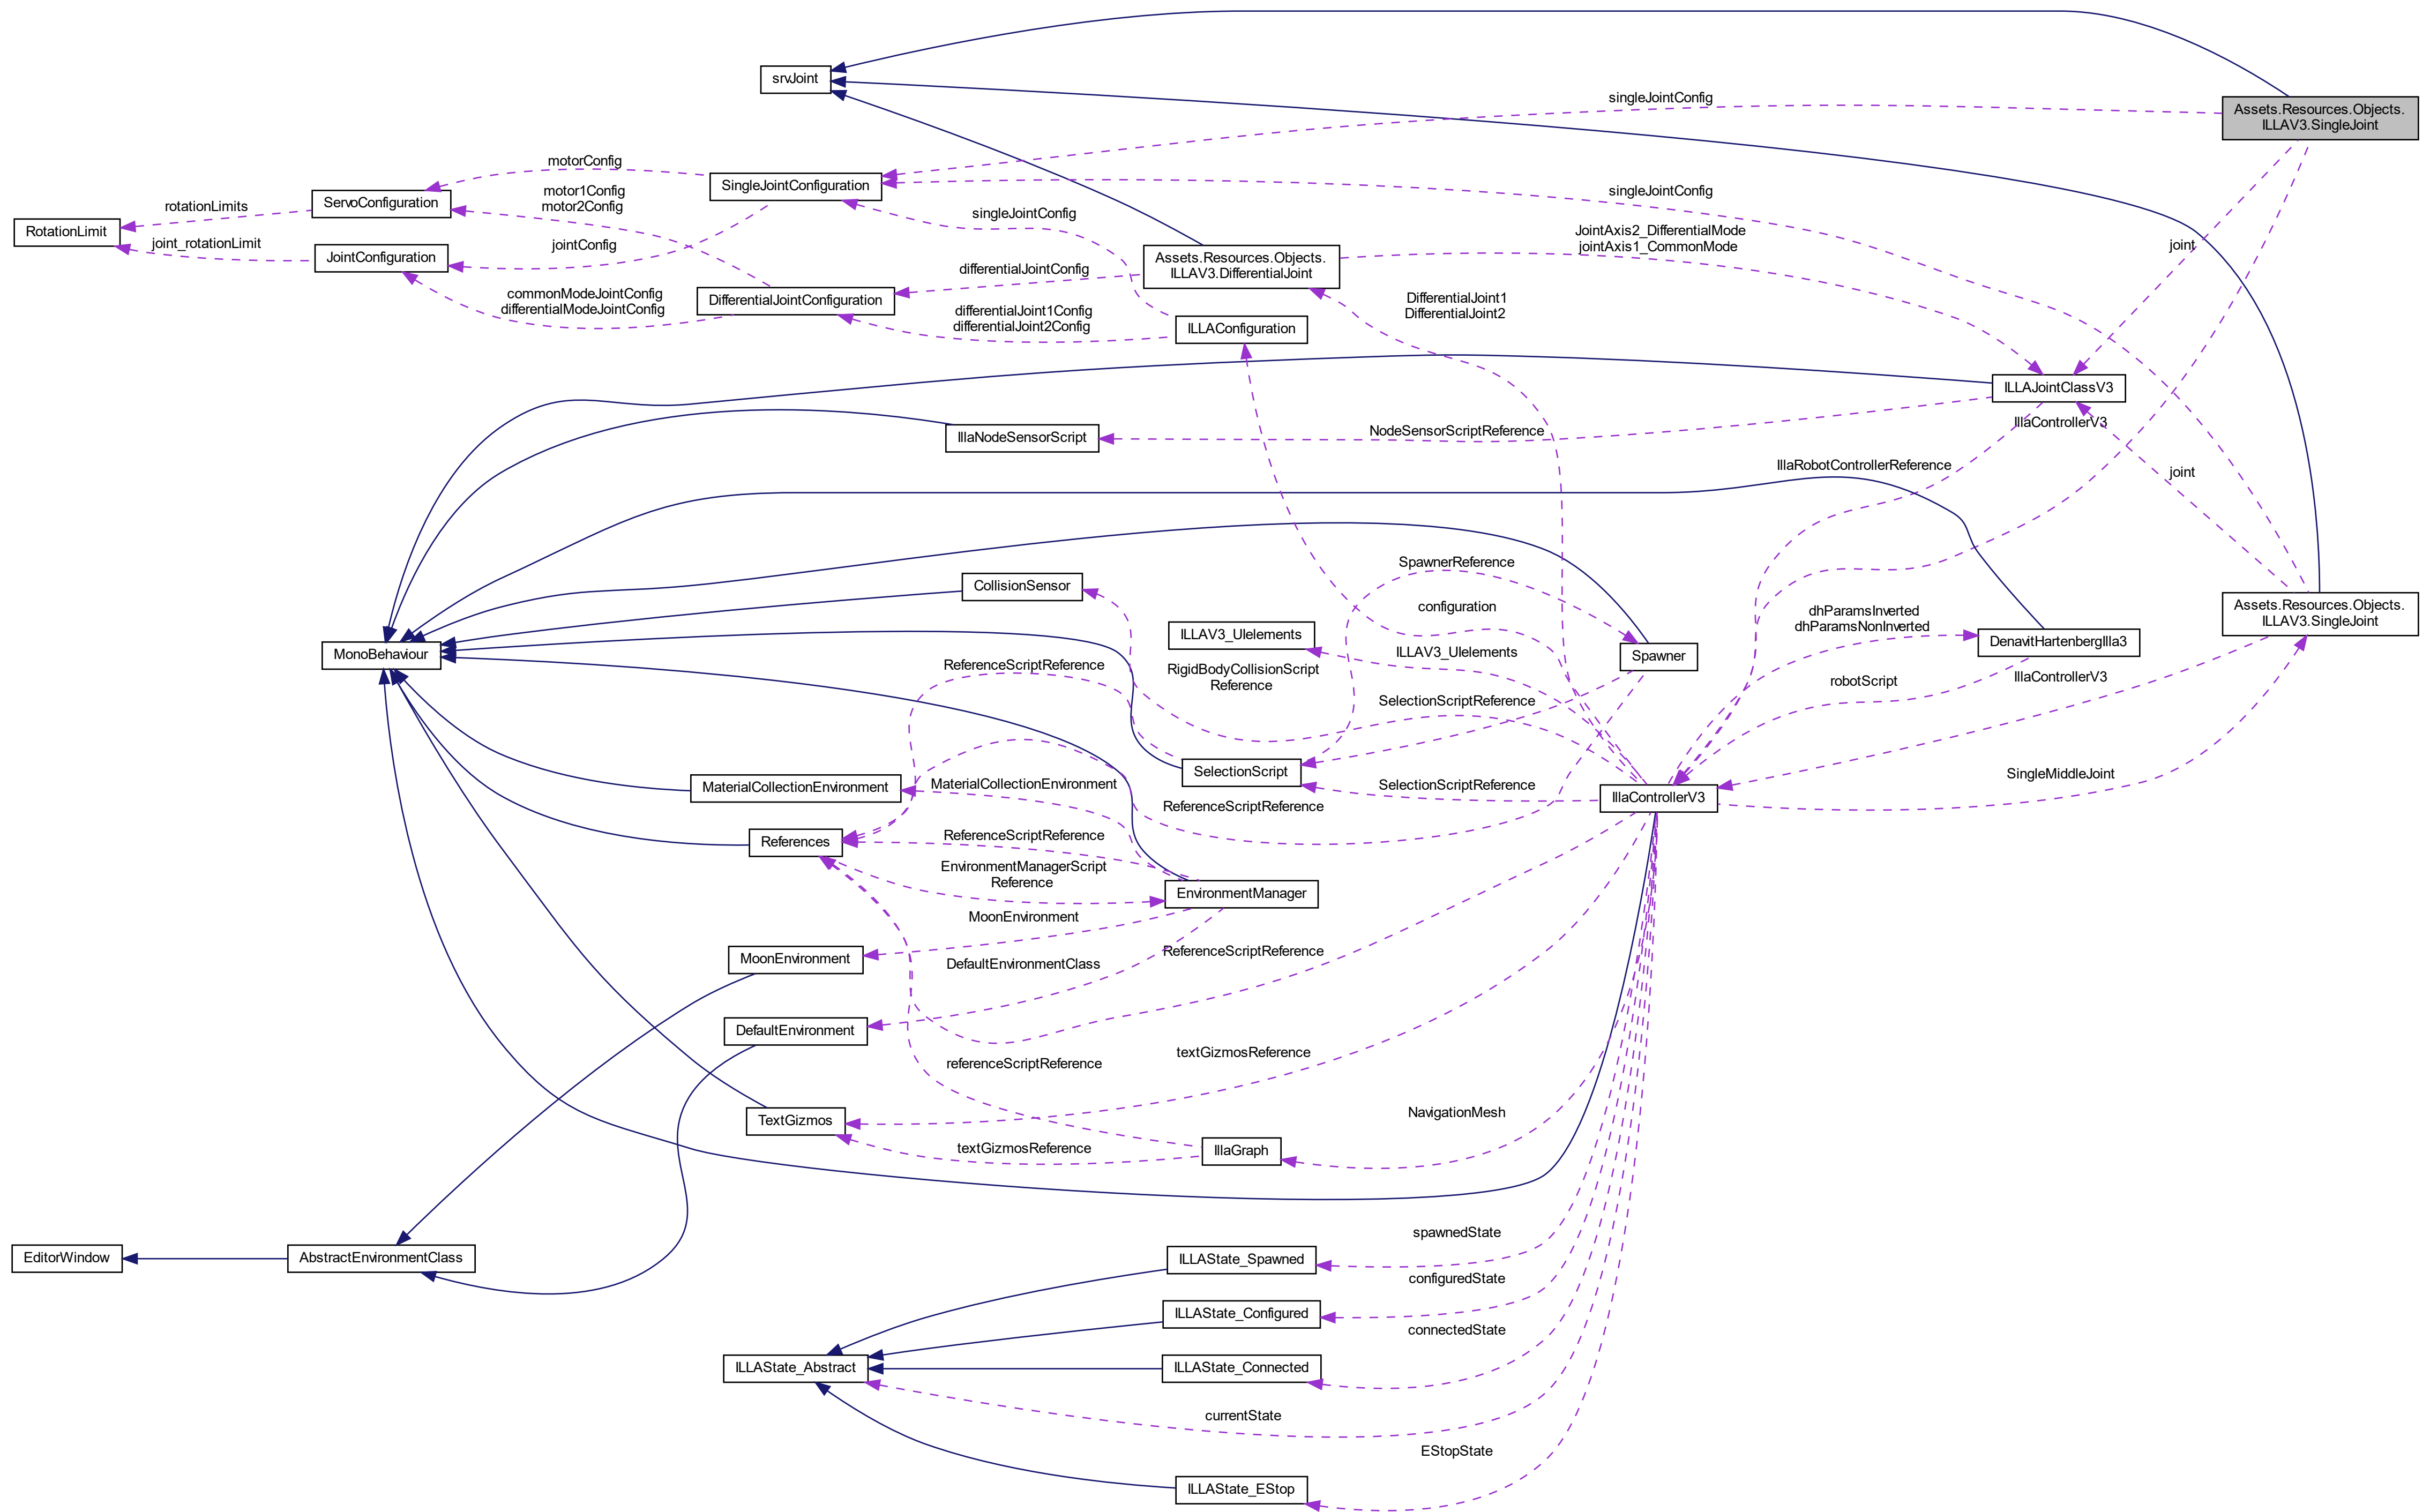 srvJoint
singleJointConfig
Assets.Resources.Objects.
ILLAV3.SingleJoint
motorConfig
SingleJointConfiguration
motor1Config
motor2Config
singleJointConfig
ServoConfiguration
rotationLimits
RotationLimit
joint_rotationLimit
JointConfiguration
jointConfig
singleJointConfig
JointAxis2_DifferentialMode
jointAxis1_CommonMode
joint
Assets.Resources.Objects.
ILLAV3.DifferentialJoint
differentialJointConfig
commonModeJointConfig
differentialModeJointConfig
DifferentialJointConfiguration
differentialJoint1Config
differentialJoint2Config
DifferentialJoint1
DifferentialJoint2
ILLAConfiguration
ILLAJointClassV3
IllaNodeSensorScript
NodeSensorScriptReference
IllaControllerV3
IllaRobotControllerReference
joint
SpawnerReference
CollisionSensor
configuration
dhParamsInverted
dhParamsNonInverted
Assets.Resources.Objects.
ILLAV3.SingleJoint
ILLAV3_UIelements
MonoBehaviour
ILLAV3_UIelements
Spawner
DenavitHartenbergIlla3
ReferenceScriptReference
RigidBodyCollisionScript
Reference
robotScript
IllaControllerV3
SelectionScriptReference
SelectionScript
MaterialCollectionEnvironment
MaterialCollectionEnvironment
SelectionScriptReference
IllaControllerV3
SingleMiddleJoint
ReferenceScriptReference
References
ReferenceScriptReference
EnvironmentManagerScript
Reference
EnvironmentManager
MoonEnvironment
MoonEnvironment
DefaultEnvironmentClass
ReferenceScriptReference
DefaultEnvironment
referenceScriptReference
textGizmosReference
TextGizmos
NavigationMesh
textGizmosReference
IllaGraph
spawnedState
EditorWindow
AbstractEnvironmentClass
ILLAState_Spawned
configuredState
ILLAState_Configured
connectedState
ILLAState_Abstract
ILLAState_Connected
currentState
EStopState
ILLAState_EStop